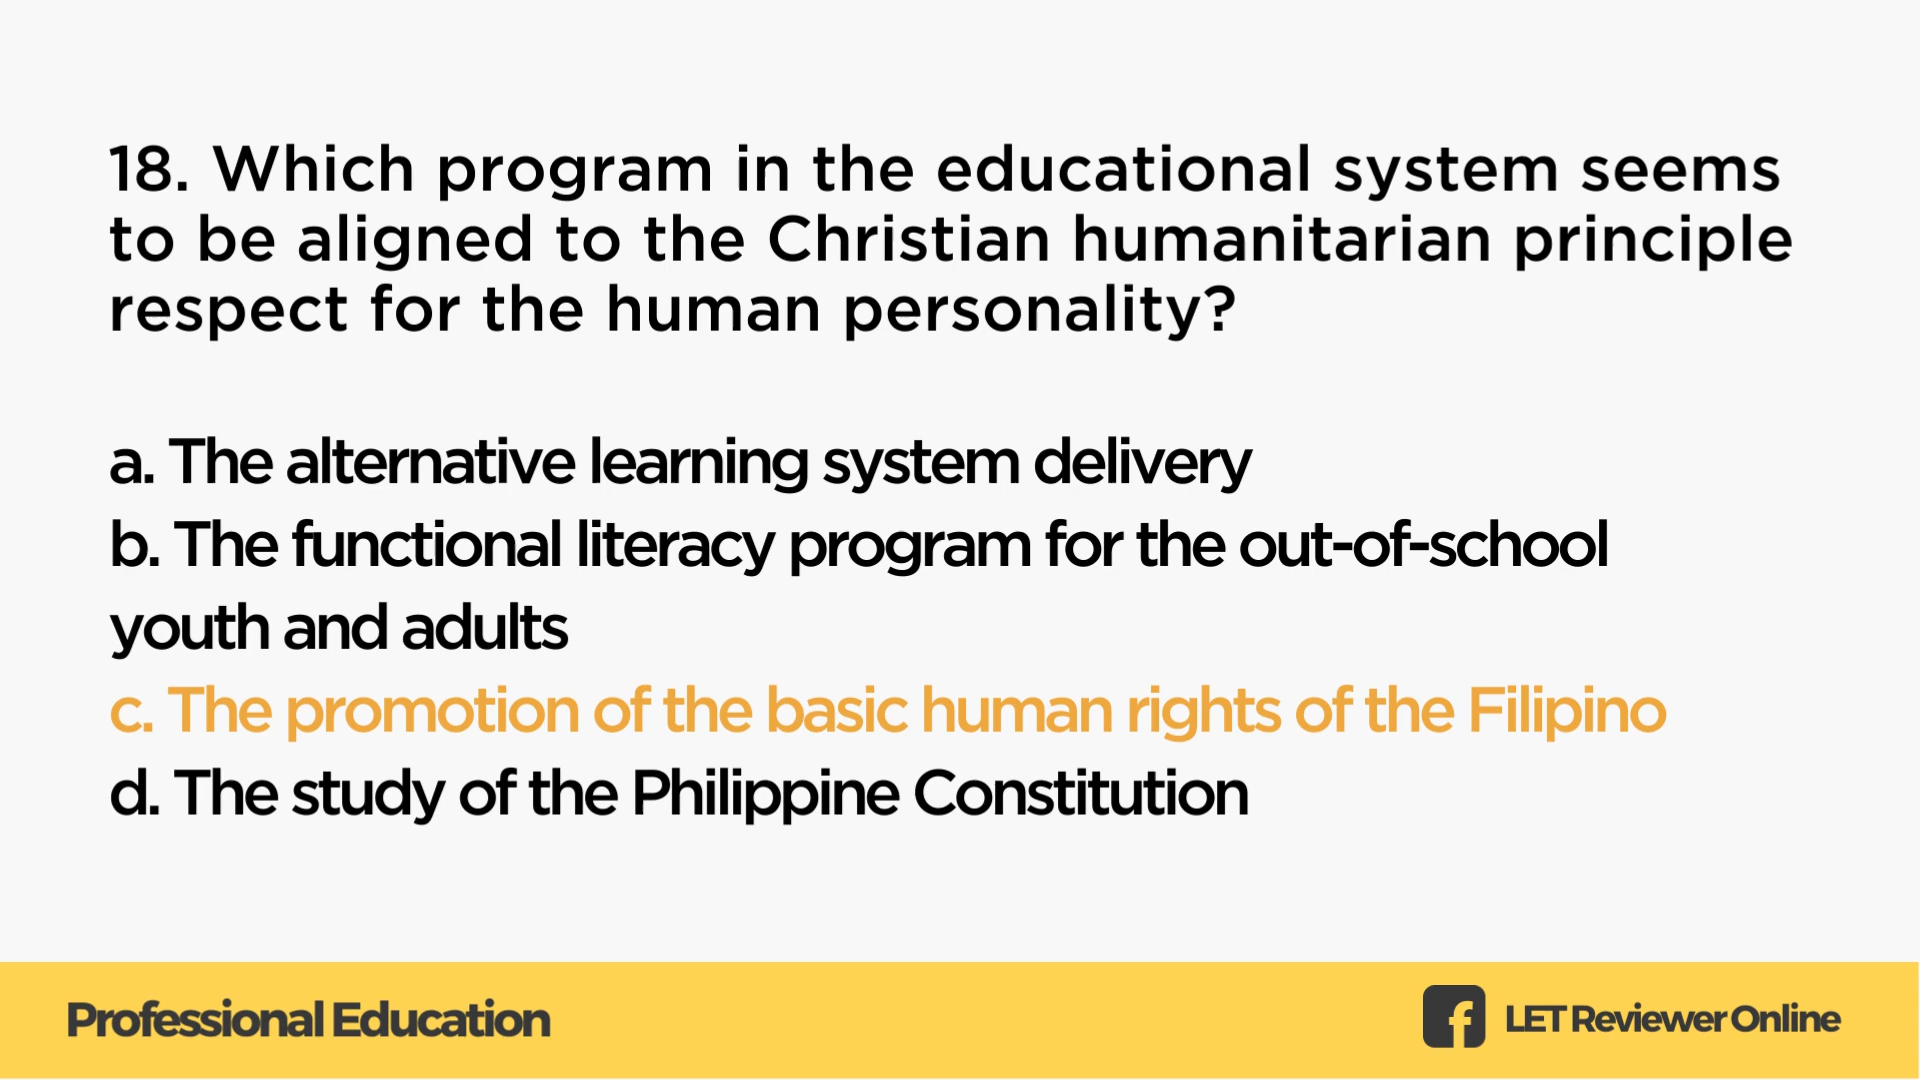 18. Which program in the educational system seems
to be aligned to the Christian humanitarian principle
respect for the human personality?
a. The alternative learning system delivery
b. The functional literacy program for the out-of-school
youth and adults
c. The promotion of the basic human rights of the Filipino
d. The study of the Philippine Constitution
Professional Education
LET Reviewer Online